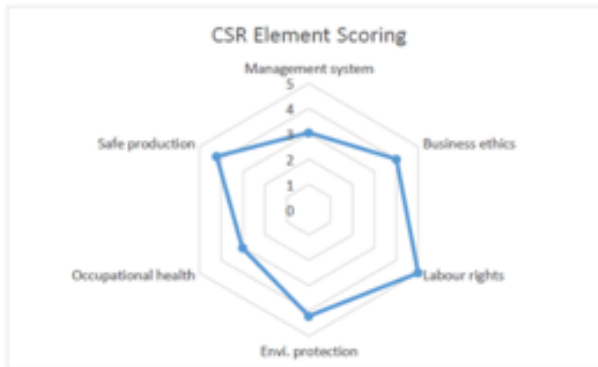 CSR Element Scoring
Management system
5
4
3
2
1
0
Safe production
Business ethics
Occupational health
Labour rights
Envi. protection